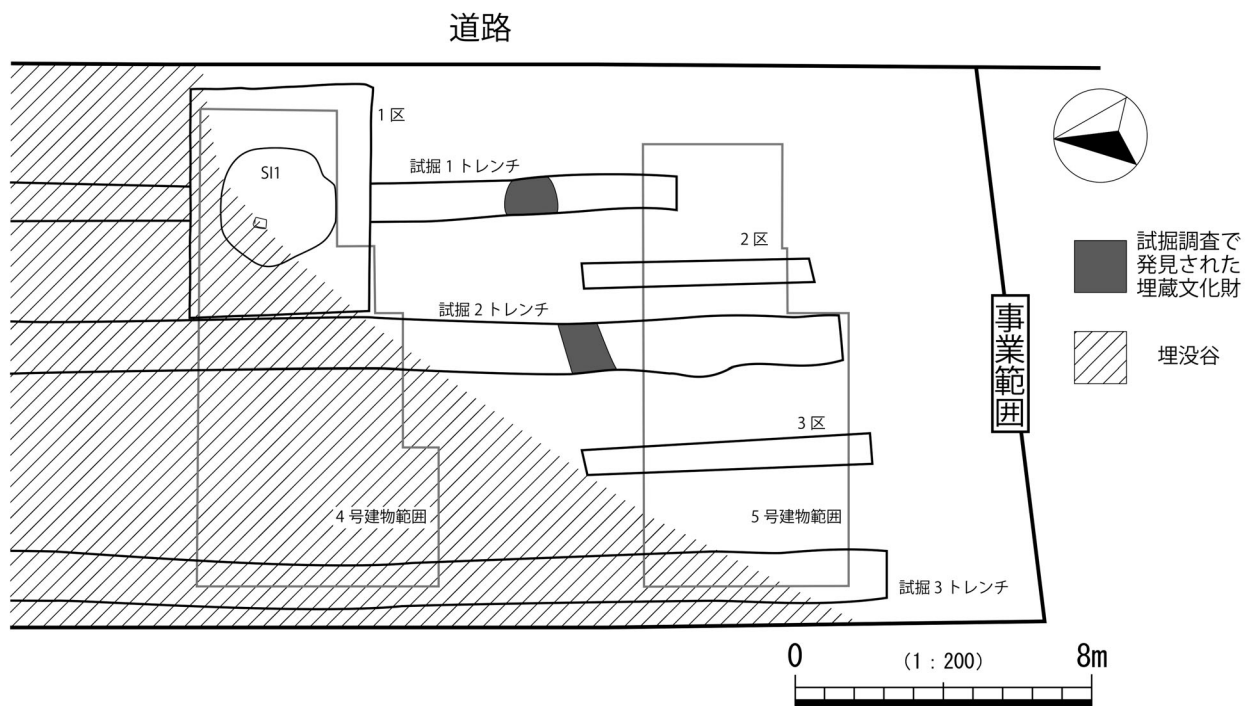 道路
1区
SI1
試掘1トレンチ
2区
試掘2トレンチ
3区
4号建物範囲
5号建物範囲
試掘3トレンチ
事業範囲
試掘調査で
発見された
埋蔵文化財
埋没谷
0
(1：200)
8m